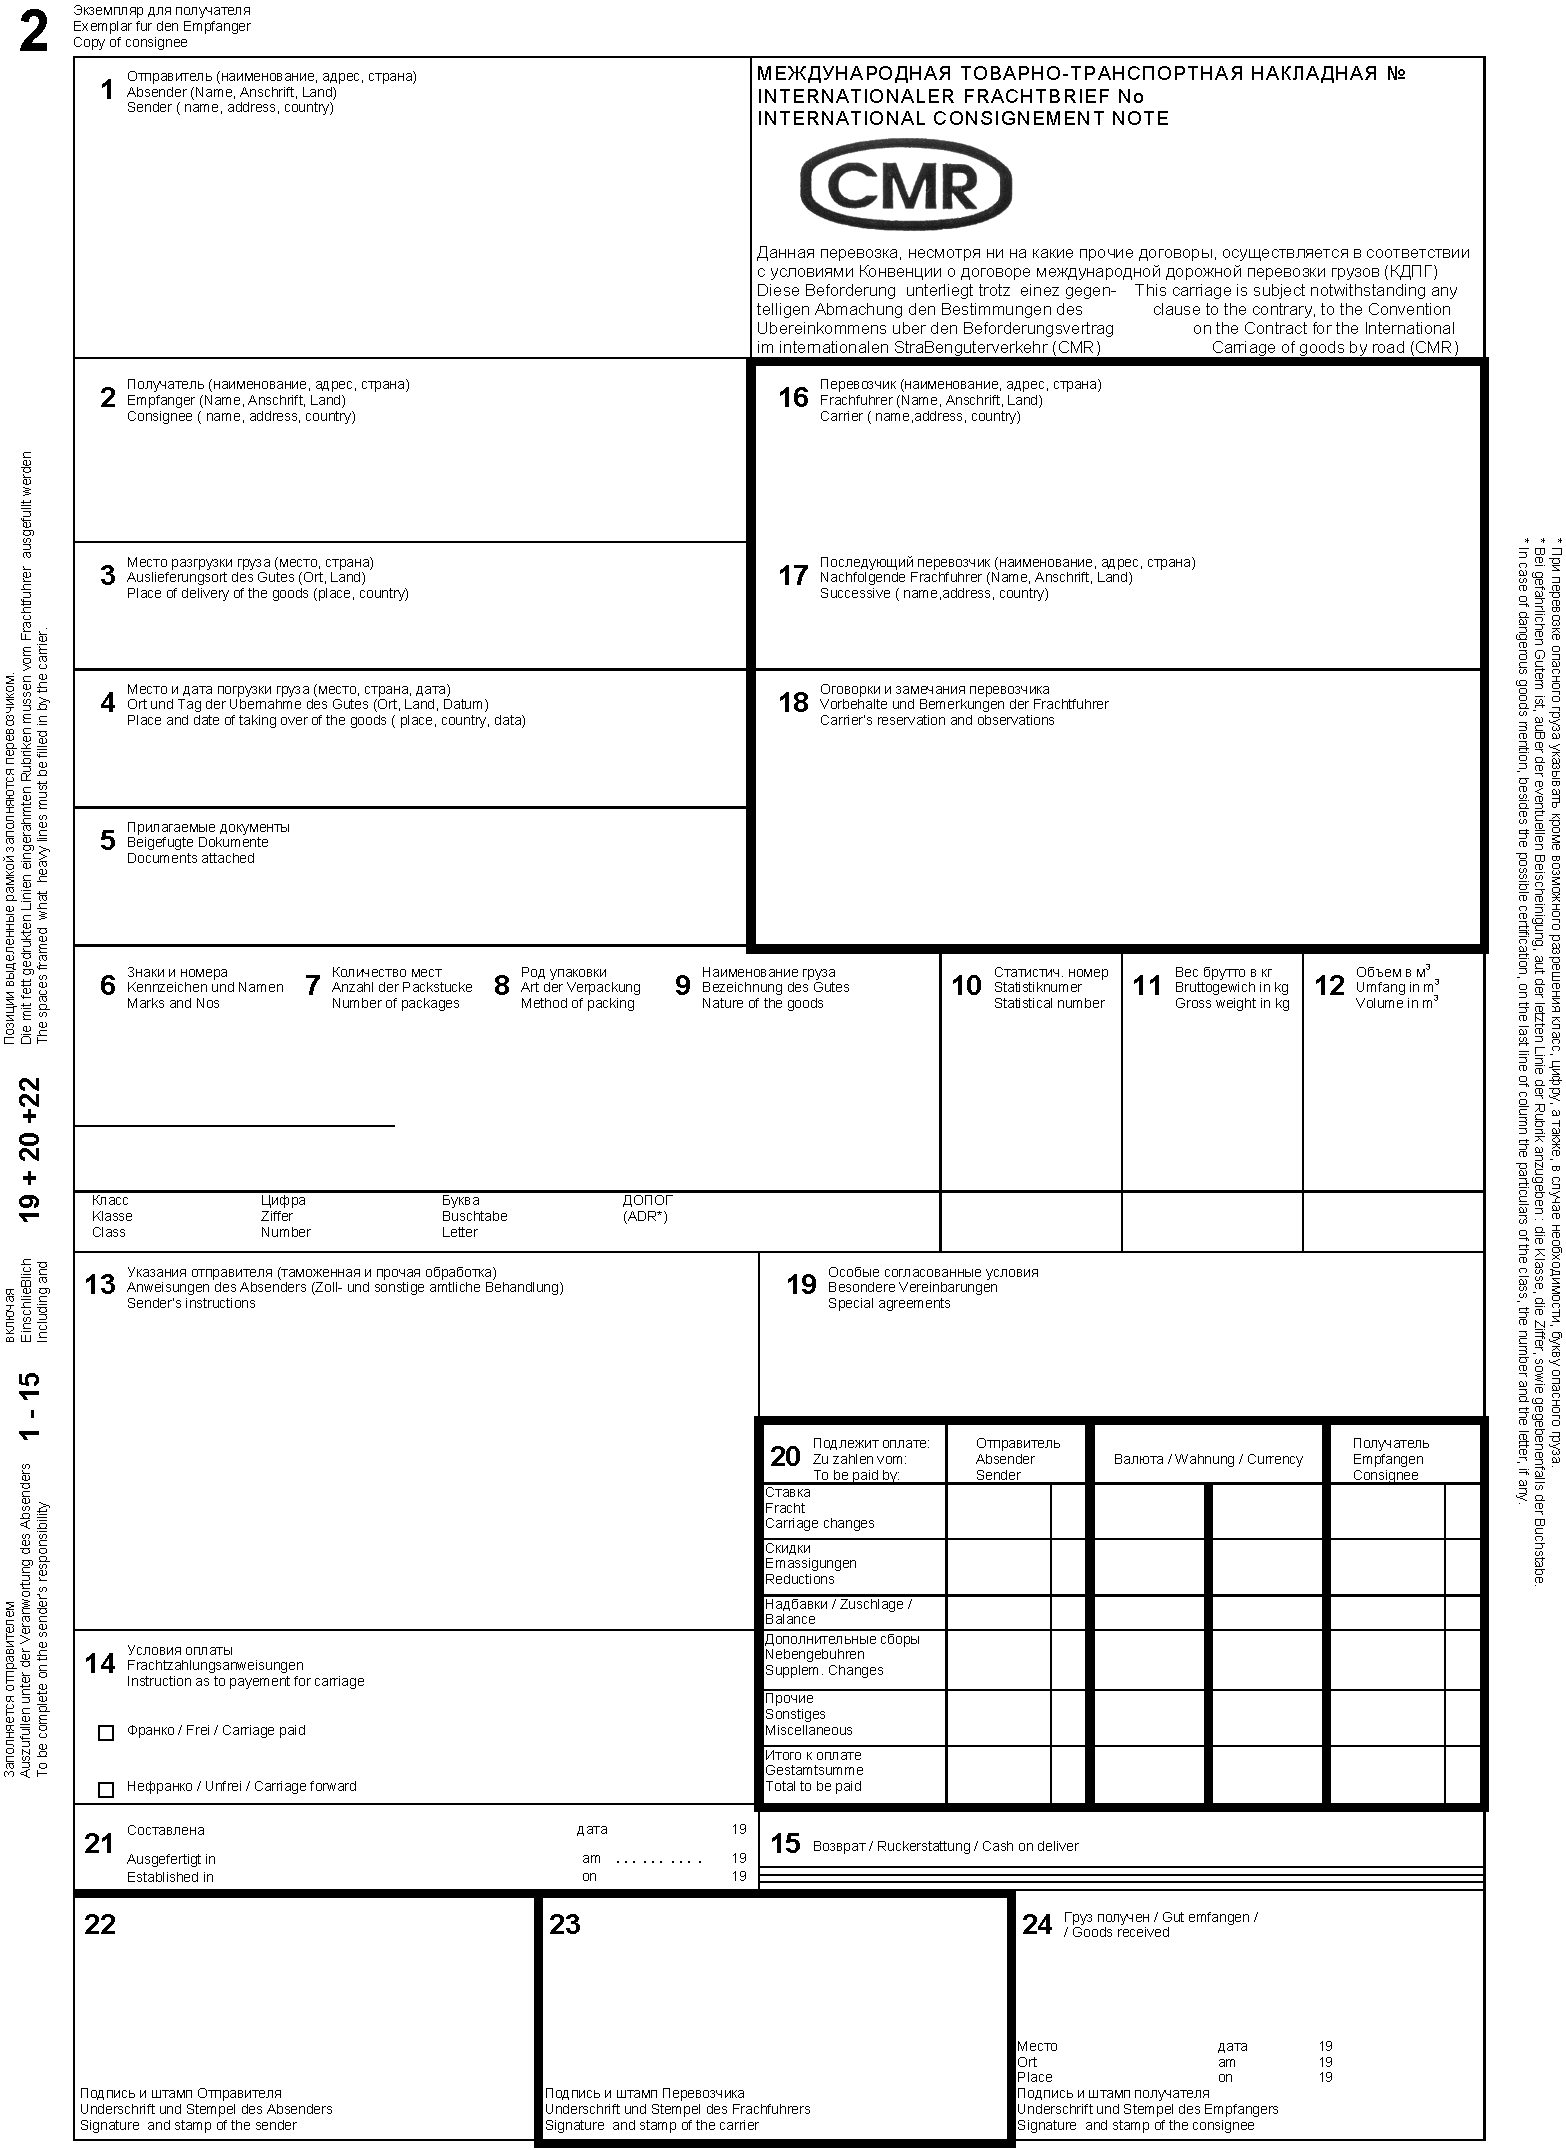 2
Экземпляр для получателя
Exemplar fur den Empfanger
Copy of consignee
1
Отправитель (наименование, адрес, страна)
Absender (Name, Anschrift, Land)
Sender ( name, address, country)
МЕЖДУНАРОДНАЯ ТОВАРНО-ТРАНСПОРТНАЯ НАКЛАДНАЯ №
INTERNATIONALER FRACHTBRIEF No
INTERNATIONAL CONSIGNEMENT NOTE
CMR
Данная перевозка, несмотря ни на какие прочие договоры, осуществляется в соответствии
с условиями Конвенции о договоре международной дорожной перевозки грузов (КДПГ)
Diese Beforderung unterliegt trotz einez gegen-
telligen Abmachung den Bestimmungen des
Ubereinkommens uber den Beforderungsvertrag
im internationalen StraBenguterverkehr (CMR)
This carriage is subject notwithstanding any
clause to the contrary, to the Convention
on the Contract for the International
Carriage of goods by road (CMR)
2
Получатель (наименование, адрес, страна)
Empfanger (Name, Anschrift, Land)
Consignee ( name, address, country)
16
Перевозчик (наименование, адрес, страна)
Frachfuhrer (Name, Anschrift, Land)
Carrier ( name,address, country)
3
Место разгрузки груза (место, страна)
Auslieferungsort des Gutes (Ort, Land)
Place of delivery of the goods (place, country)
17
Последующий перевозчик (наименование, адрес, страна)
Nachfolgende Frachfuhrer (Name, Anschrift, Land)
Successive ( name,address, country)
4
Место и дата погрузки груза (место, страна, дата)
Ort und Tag der Ubernahme des Gutes (Ort, Land, Datum)
Place and date of taking over of the goods ( place, country, data)
18
Оговорки и замечания перевозчика
Vorbehalte und Bemerkungen der Frachtfuhrer
Carrier's reservation and observations
5
Прилагаемые документы
Beigefugte Dokumente
Documents attached
6
Знаки и номера
Kennzeichen und Namen
Marks and Nos
7
Количество мест
Anzahl der Packstucke
Number of packages
8
Род упаковки
Art der Verpackung
Method of packing
9
Наименование груза
Bezeichnung des Gutes
Nature of the goods
10
Статистич. номер
Statistiknumer
Statistical number
11
Вес брутто в кг
Bruttogewich in kg
Gross weight in kg
12
Объем в м³
Umfang in m³
Volume in m³
Класс
Klasse
Class
Цифра
Ziffer
Number
Буква
Buschtabe
Letter
ДОПОГ
(ADR*)
13
Указания отправителя (таможенная и прочая обработка)
Anweisungen des Absenders (Zoll- und sonstige amtliche Behandlung)
Sender's instructions
19
Особые согласованные условия
Besondere Vereinbarungen
Special agreements
20
Подлежит оплате:
Zu zahlen vom:
To be paid by:
Отправитель
Absender
Sender
Валюта / Wahnung / Currency
Получатель
Empfangen
Consignee
Ставка
Fracht
Carriage changes
Скидки
Emassigungen
Reductions
Надбавки / Zuschlage /
Balance
Дополнительные сборы
Nebengebuhren
Supplem. Changes
Прочие
Sonstiges
Miscellaneous
Итого к оплате
Gestamtsumme
Total to be paid
14
Условия оплаты
Frachtzahlungsanweisungen
Instruction as to payement for carriage
Франко / Frei / Carriage paid
Нефранко / Unfrei / Carriage forward
21
Составлена дата 19
Ausgefertigt in am . . . . . . . . . . 19
Established in on 19
15
Возврат / Ruckerstattung / Cash on deliver
22
Подпись и штамп Отправителя
Underschrift und Stempel des Absenders
Signature and stamp of the sender
23
Подпись и штамп Перевозчика
Underschrift und Stempel des Frachfuhrers
Signature and stamp of the carrier
24
Груз получен / Gut emfangen /
/ Goods received
Место дата 19
Ort am 19
Place on 19
Подпись и штамп получателя
Underschrift und Stempel des Empfangers
Signature and stamp of the consignee
Позиции выделенные рамкой заполняются перевозчиком.
Die mit fett gedrukten Linien eingerahmten Rubriken mussen vom Frachtfuhrer ausgefullt werden
The spaces framed what heavy lines must be filled in by the carrier.
19 + 20 +22
включая
EinschlieBlich
Including and
1 - 15
Заполняется отправителем
Auszufullen unter der Veranwortung des Absenders
To be complete on the sender's responsibility
* При перевозке опасного груза указывать кроме возможного разрешения класс, цифру, а также, в случае необходимости, букву опасного груза.
* Bei gefahrlichen Gutern ist, auBer der eventuellen Beischeinigung, aut der letzten Linie der Rubrik anzugeben : die Klasse, die Ziffer, sowie gegebenenfalls der Buchstabe.
* In case of dangerous goods mention, besides the possible certification, on the last line of column the particulars of the class, the number and the letter, if any.